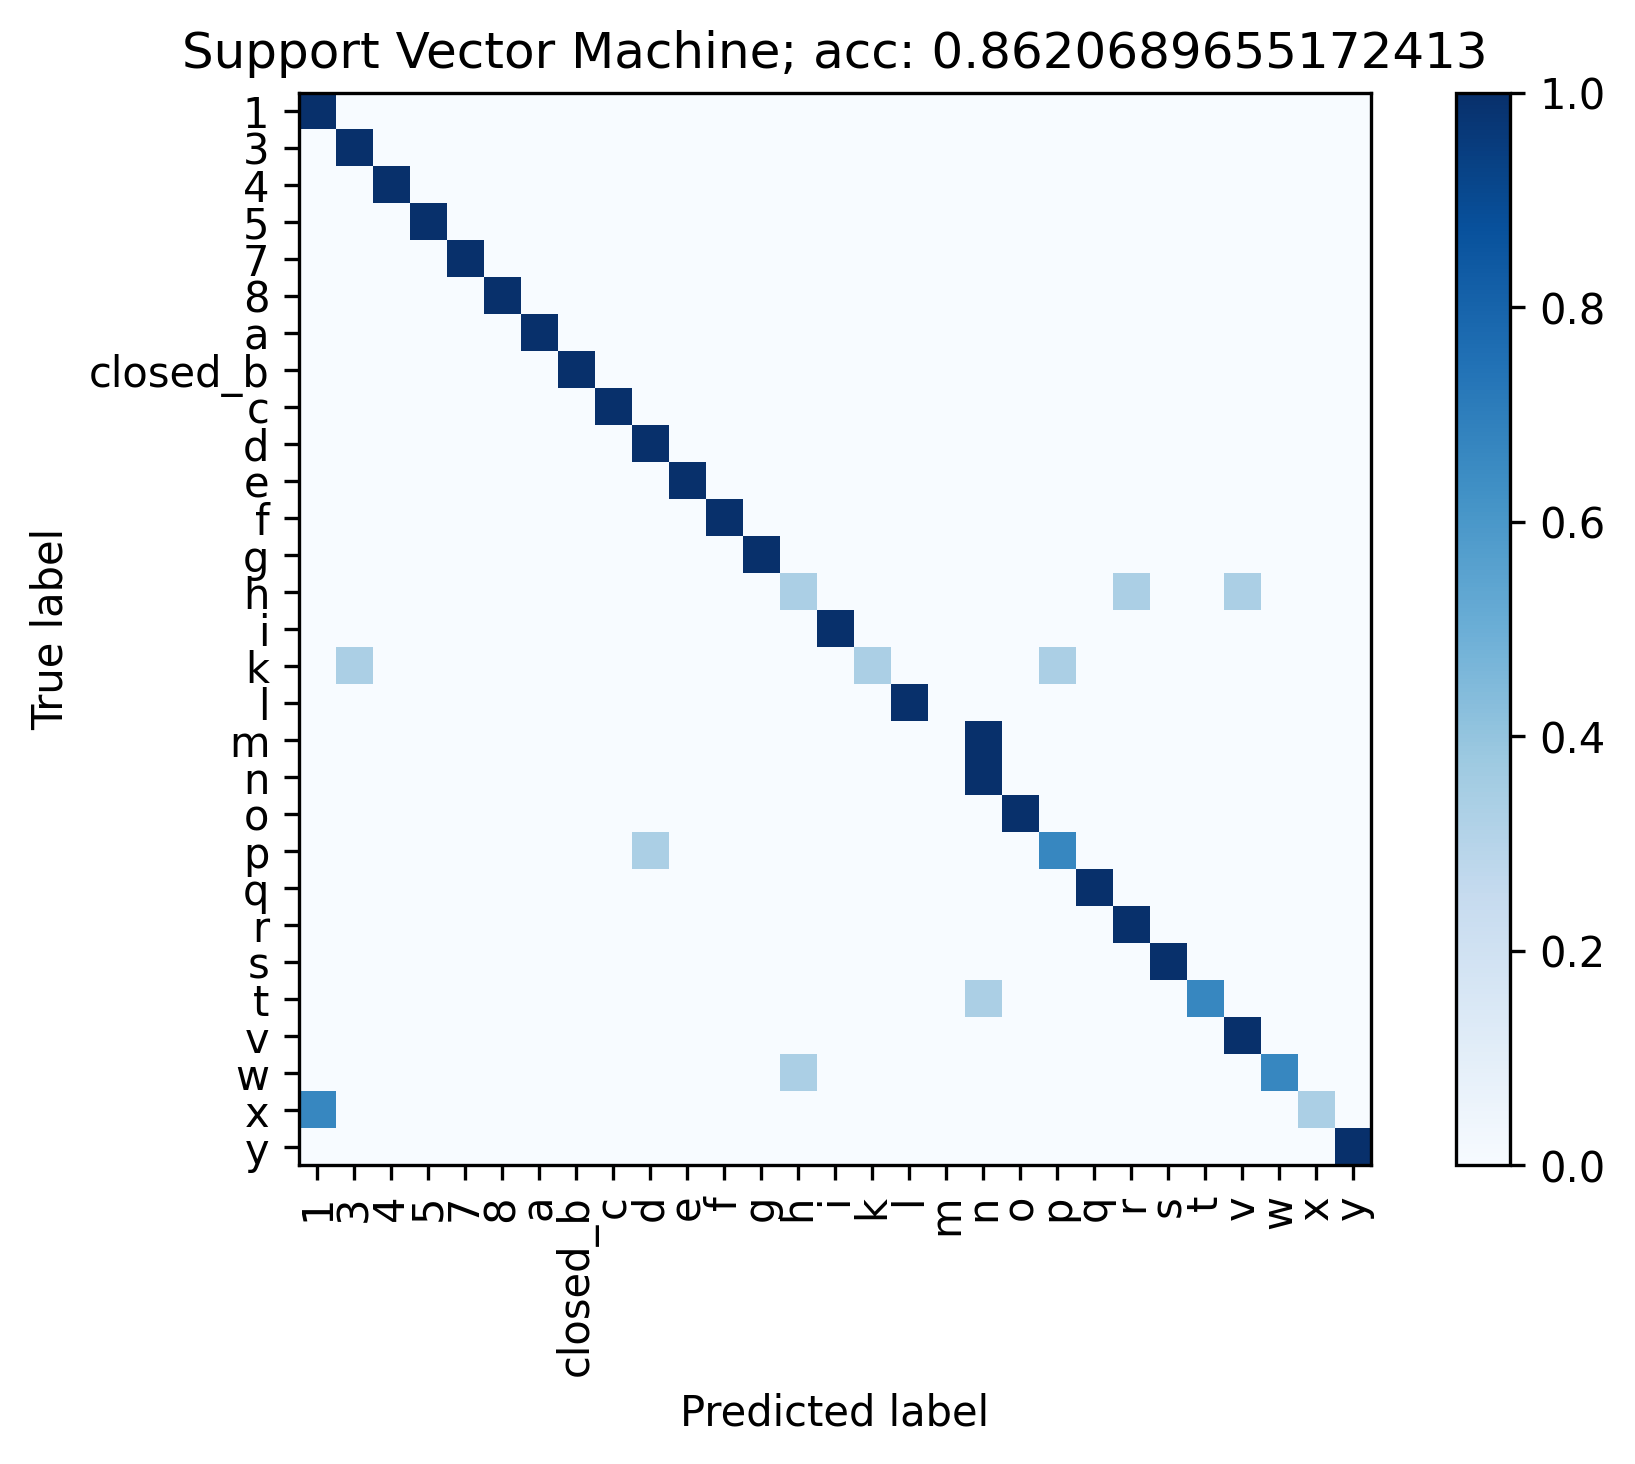 Support Vector Machine; acc: 0.8620689655172413
1
3
4
5
7
8
a
closed_b
c
d
e
f
g
h
i
k
l
m
n
o
p
q
r
s
t
v
w
x
y
True label
1
3
4
5
7
8
a
closed_b
c
d
e
f
g
h
i
k
l
m
n
o
p
q
r
s
t
v
w
x
y
Predicted label
1.0
0.8
0.6
0.4
0.2
0.0